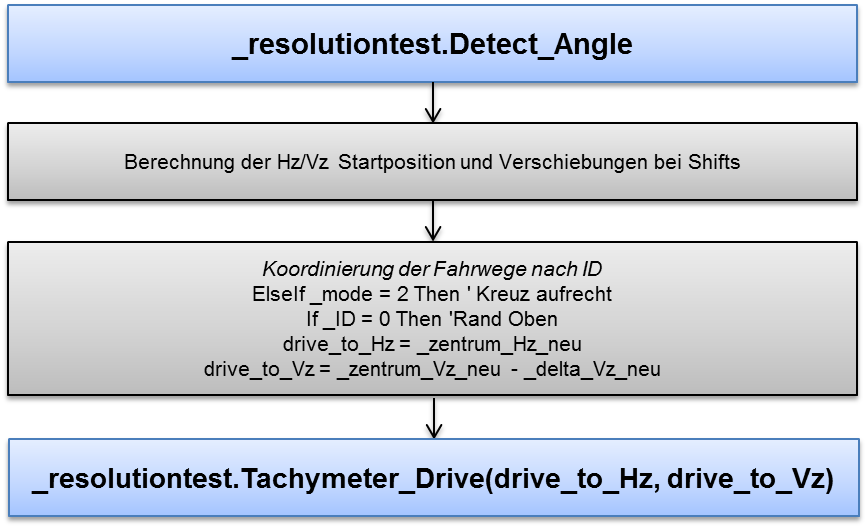 _resolutiontest.Detect_Angle
Berechnung der Hz/Vz Startposition und Verschiebungen bei Shifts
Koordinierung der Fahrwege nach ID
ElseIf _mode = 2 Then ' Kreuz aufrecht
If _ID = 0 Then 'Rand Oben
drive_to_Hz = _zentrum_Hz_neu
drive_to_Vz = _zentrum_Vz_neu - _delta_Vz_neu
_resolutiontest.Tachymeter_Drive(drive_to_Hz, drive_to_Vz)